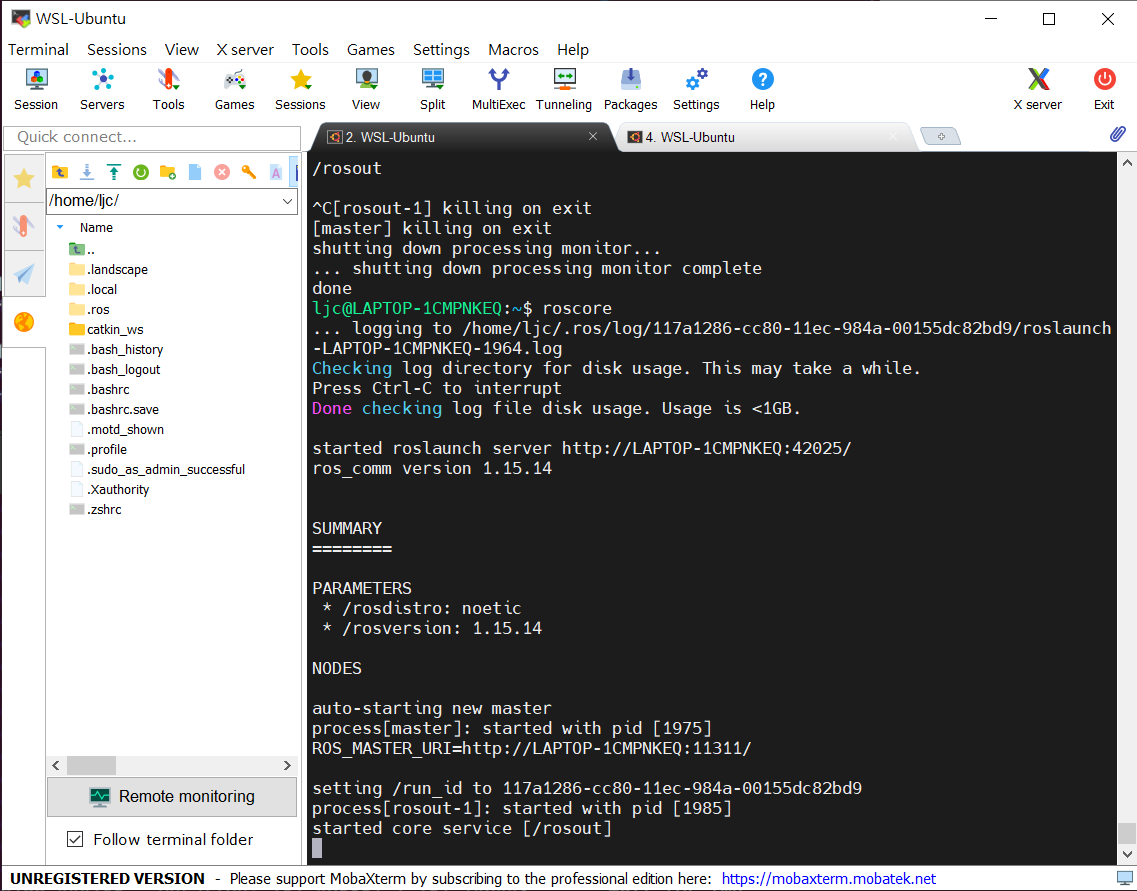 WSL-Ubuntu
Terminal Sessions View X server Tools Games Settings Macros Help
Session Servers Tools Games Sessions View Split MultiExec Tunneling Packages Settings Help X server Exit
Quick connect...
2. WSL-Ubuntu
4. WSL-Ubuntu
/home/ljc/
Name
..
.landscape
.local
.ros
catkin_ws
.bash_history
.bash_logout
.bashrc
.bashrc.save
.motd_shown
.profile
.sudo_as_admin_successful
.Xauthority
.zshrc
Remote monitoring
Follow terminal folder
/rosout
^C[rosout-1] killing on exit
[master] killing on exit
shutting down processing monitor...
... shutting down processing monitor complete
done
ljc@LAPTOP-1CMPNKEQ:~$ roscore
... logging to /home/ljc/.ros/log/117a1286-cc80-11ec-984a-00155dc82bd9/roslaunch
-LAPTOP-1CMPNKEQ-1964.log
Checking log directory for disk usage. This may take a while.
Press Ctrl-C to interrupt
Done checking log file disk usage. Usage is <1GB.
started roslaunch server http://LAPTOP-1CMPNKEQ:42025/
ros_comm version 1.15.14
SUMMARY
========
PARAMETERS
* /rosdistro: noetic
* /rosversion: 1.15.14
NODES
auto-starting new master
process[master]: started with pid [1975]
ROS_MASTER_URI=http://LAPTOP-1CMPNKEQ:11311/
setting /run_id to 117a1286-cc80-11ec-984a-00155dc82bd9
process[rosout-1]: started with pid [1985]
started core service [/rosout]
UNREGISTERED VERSION - Please support MobaXterm by subscribing to the professional edition here: https://mobaxterm.mobatek.net